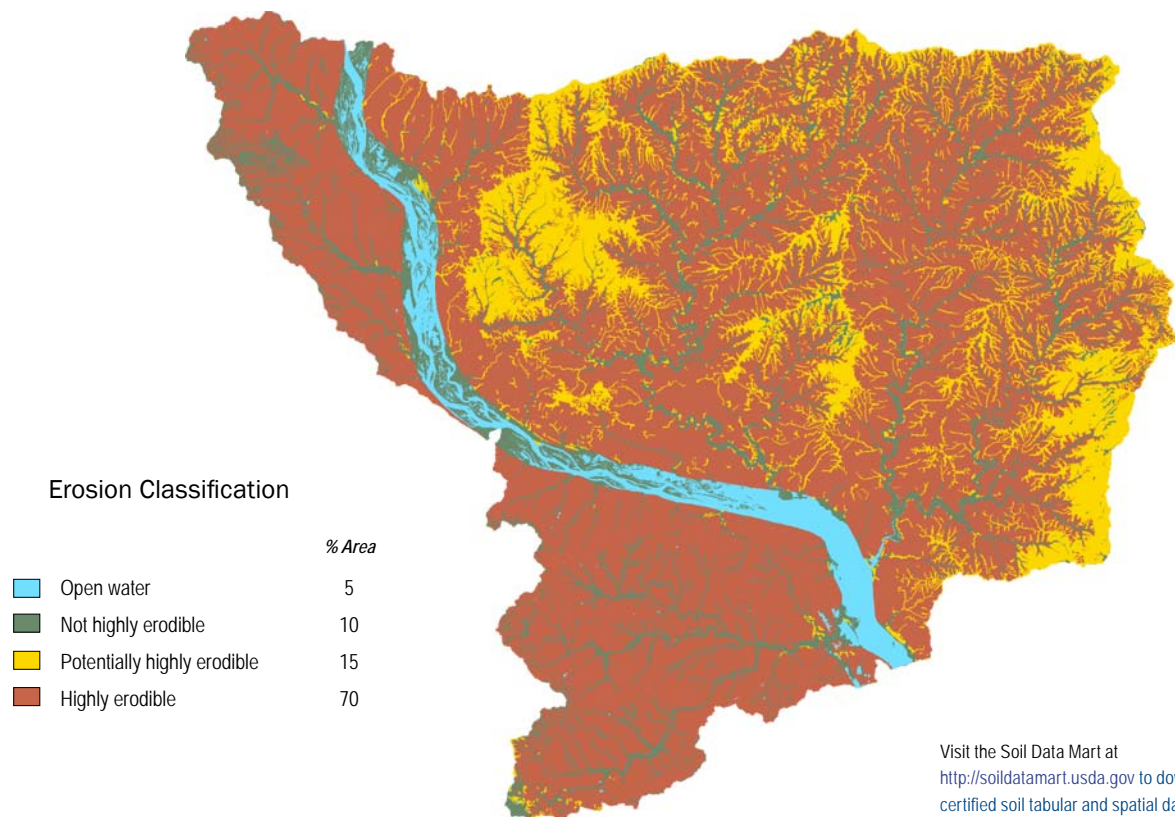 Erosion Classification
% Area
Open water 5
Not highly erodible 10
Potentially highly erodible 15
Highly erodible 70
Visit the Soil Data Mart at
http://soildatamart.usda.gov to do
certified soil tabular and spatial da